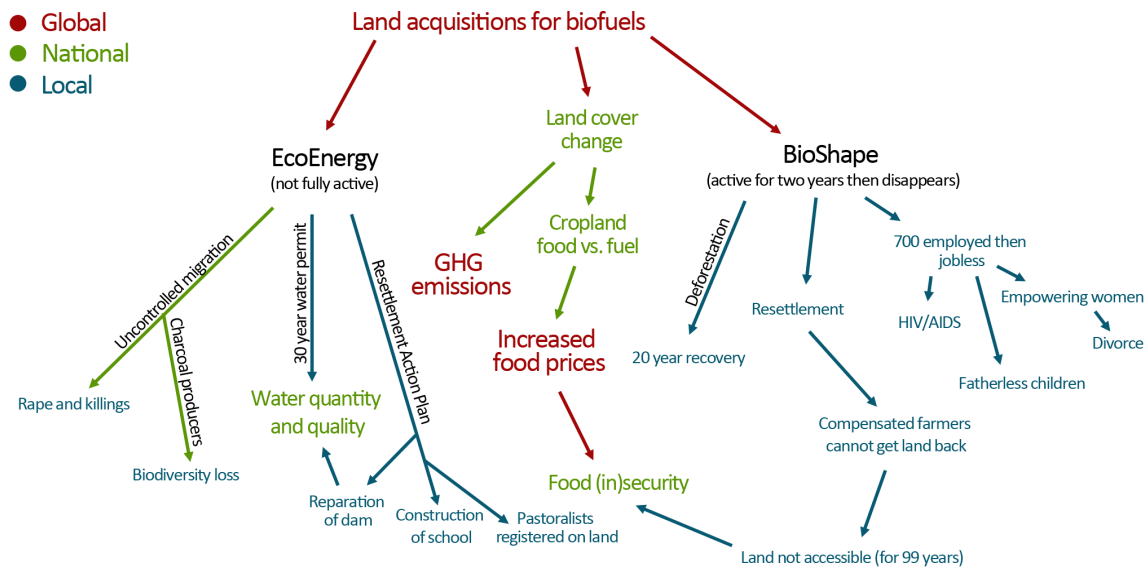 Global
National
Local
Land acquisitions for biofuels
Land cover
change
EcoEnergy
(not fully active)
BioShape
(active for two years then disappears)
Uncontrolled migration
Charcoal producers
30 year water permit
Resettlement Action Plan
Cropland
food vs. fuel
GHG
emissions
Increased
food prices
Deforestation
700 employed then
jobless
Resettlement
HIV/AIDS
Empowering women
Divorce
20 year recovery
Fatherless children
Rape and killings
Water quantity
and quality
Compensated farmers
cannot get land back
Biodiversity loss
Food (in)security
Reparation
of dam
Construction
of school
Pastoralists
registered on land
Land not accessible (for 99 years)